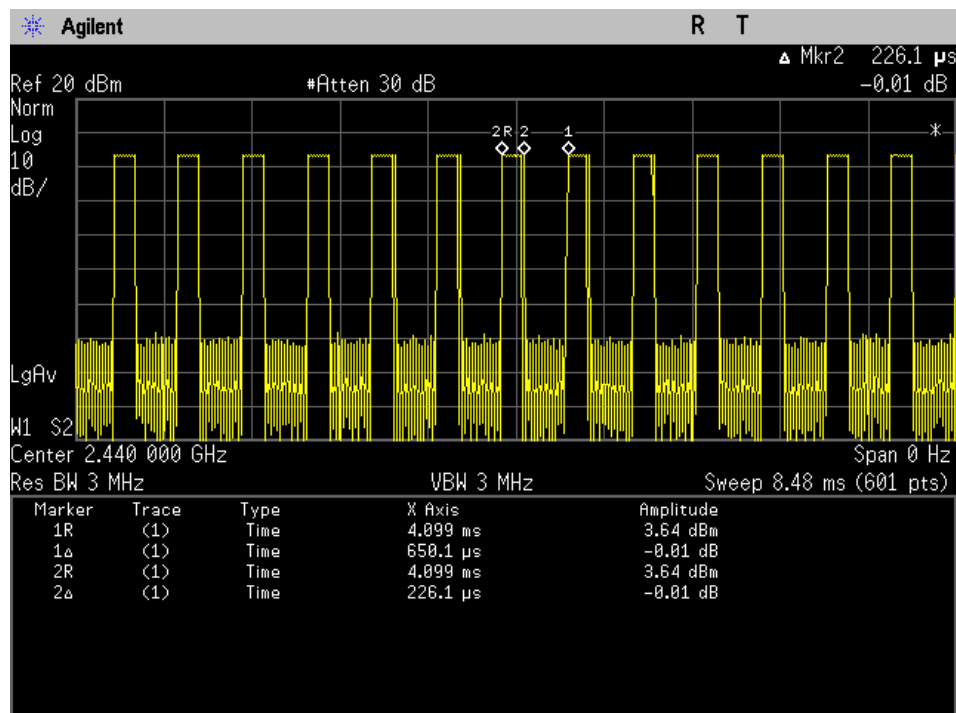 Agilent R T
Δ Mkr2 226.1 µs
Ref 20 dBm #Atten 30 dB -0.01 dB
Norm
Log
10
dB/
2R 2 1
*
LgAv
W1 S2
Center 2.440 000 GHz Span 0 Hz
Res BW 3 MHz VBW 3 MHz Sweep 8.48 ms (601 pts)
Marker Trace Type X Axis Amplitude
1R (1) Time 4.099 ms 3.64 dBm
1Δ (1) Time 650.1 µs -0.01 dB
2R (1) Time 4.099 ms 3.64 dBm
2Δ (1) Time 226.1 µs -0.01 dB